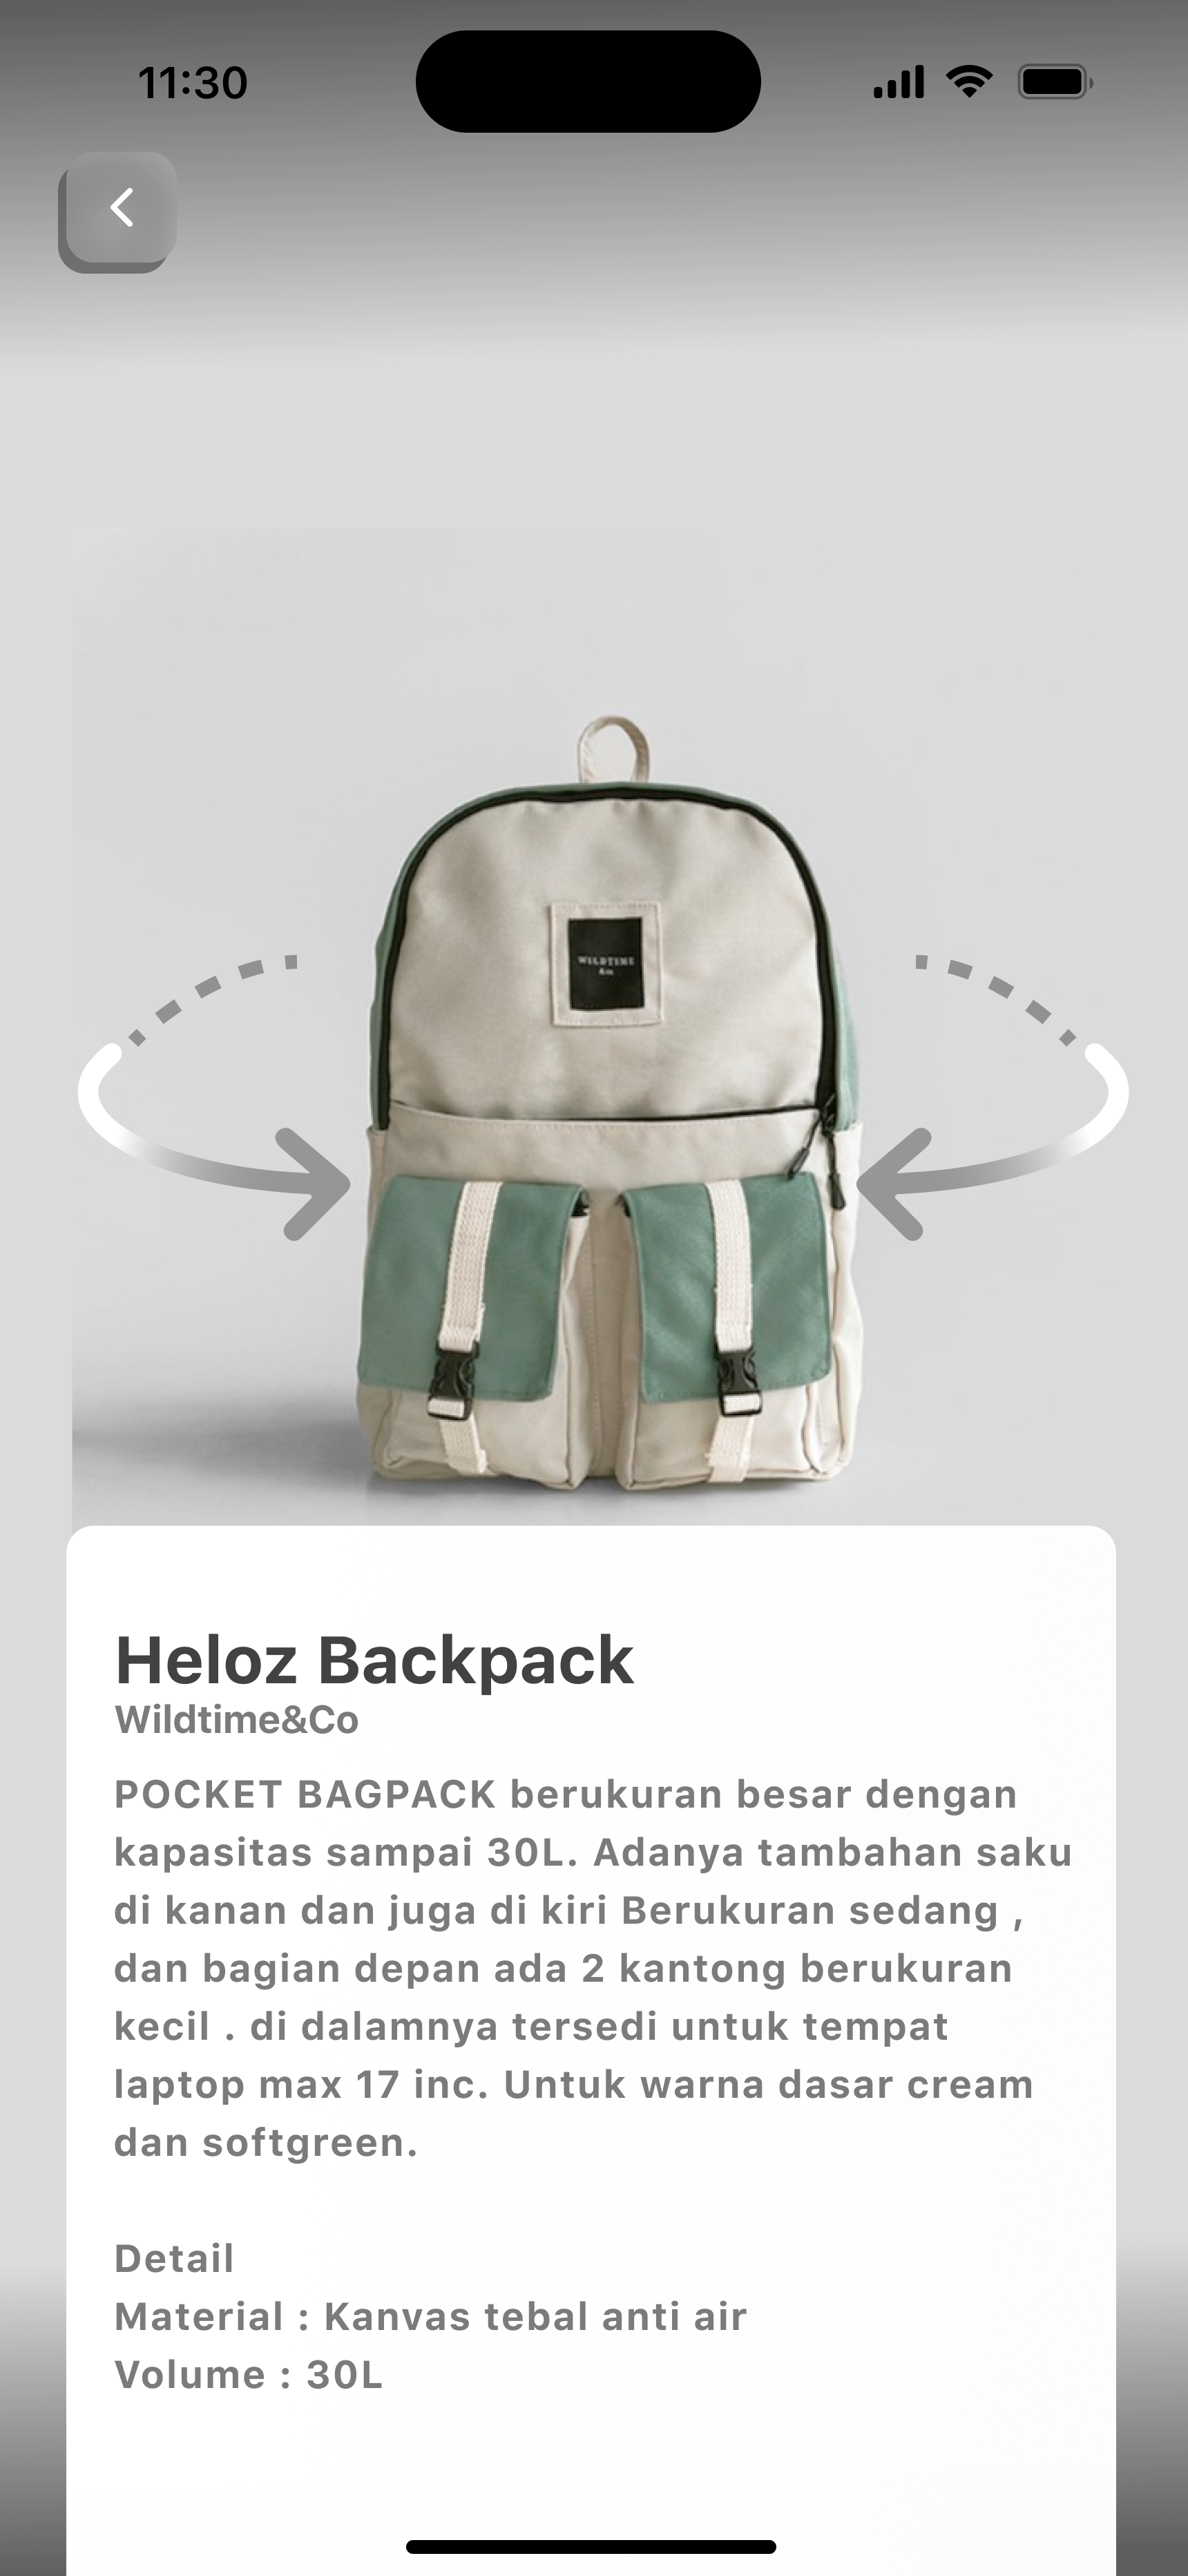 11:30
WILDTIME
&co
Heloz Backpack
Wildtime&Co
POCKET BAGPACK berukuran besar dengan
kapasitas sampai 30L. Adanya tambahan saku
di kanan dan juga di kiri Berukuran sedang ,
dan bagian depan ada 2 kantong berukuran
kecil . di dalamnya tersedi untuk tempat
laptop max 17 inc. Untuk warna dasar cream
dan softgreen.
Detail
Material : Kanvas tebal anti air
Volume : 30L